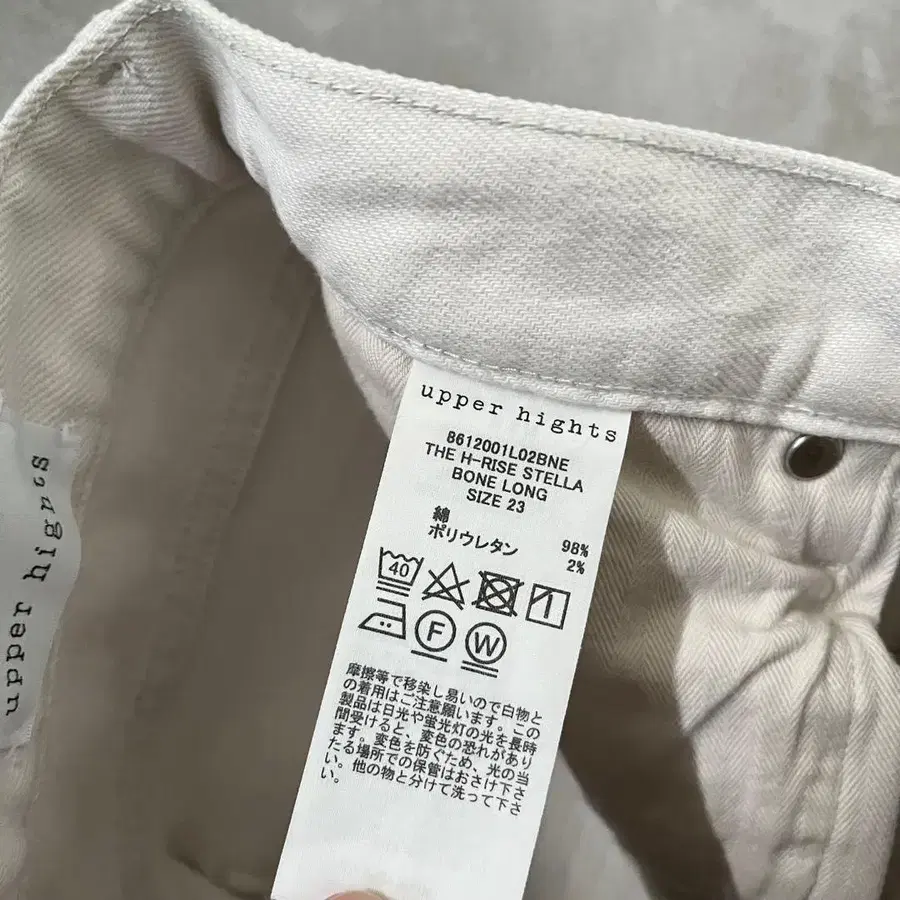 upper hights
B612001L02BNE
THE H-RISE STELLA
BONE LONG
SIZE 23
綿 98%
ポリウレタン 2%
40
F
W
摩擦等で移染し易いので白物と
の着用はご注意願います。この
製品は日光や蛍光灯の光を長時
間受けると、変色の恐れがあり
ます。変色を防ぐため、光の当
たる場所での保管はおさけ下さ
い。他の物と分けて洗って下さ
い。
upper hights